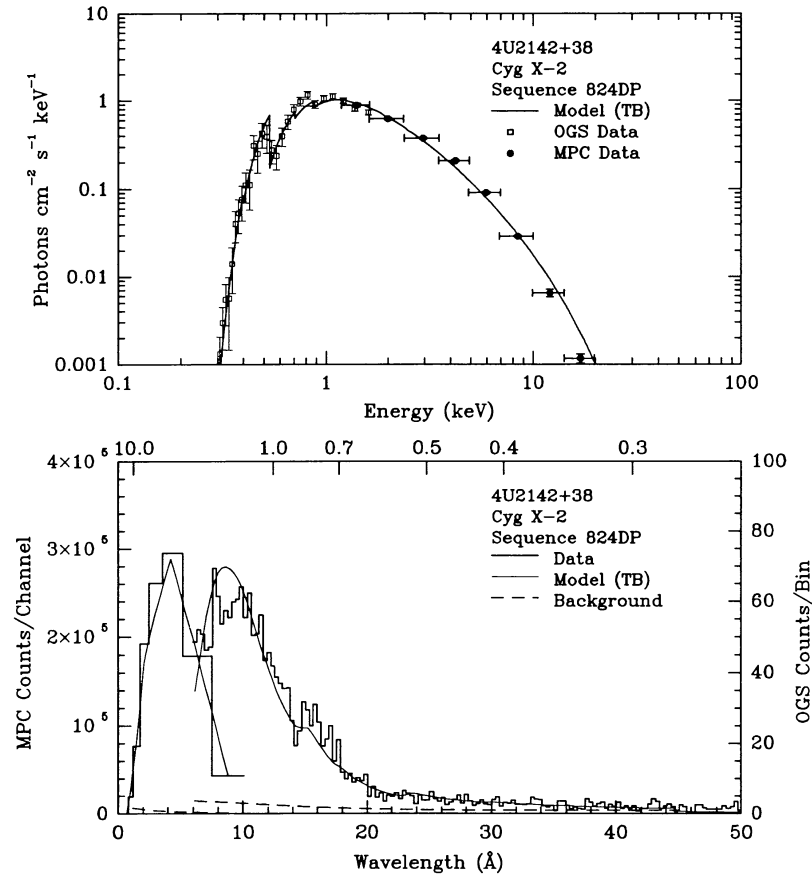 10
1
0.1
0.01
0.001
Photons cm⁻² s⁻¹ keV⁻¹
4U2142+38
Cyg X-2
Sequence 824DP
Model (TB)
OGS Data
MPC Data
0.1 1 10 100
Energy (keV)
10.0 1.0 0.7 0.5 0.4 0.3
4×10⁵
3×10⁵
2×10⁵
10⁵
0
MPC Counts/Channel
4U2142+38
Cyg X-2
Sequence 824DP
Data
Model (TB)
Background
100
80
60
40
20
0
OGS Counts/Bin
0 10 20 30 40 50
Wavelength (Å)